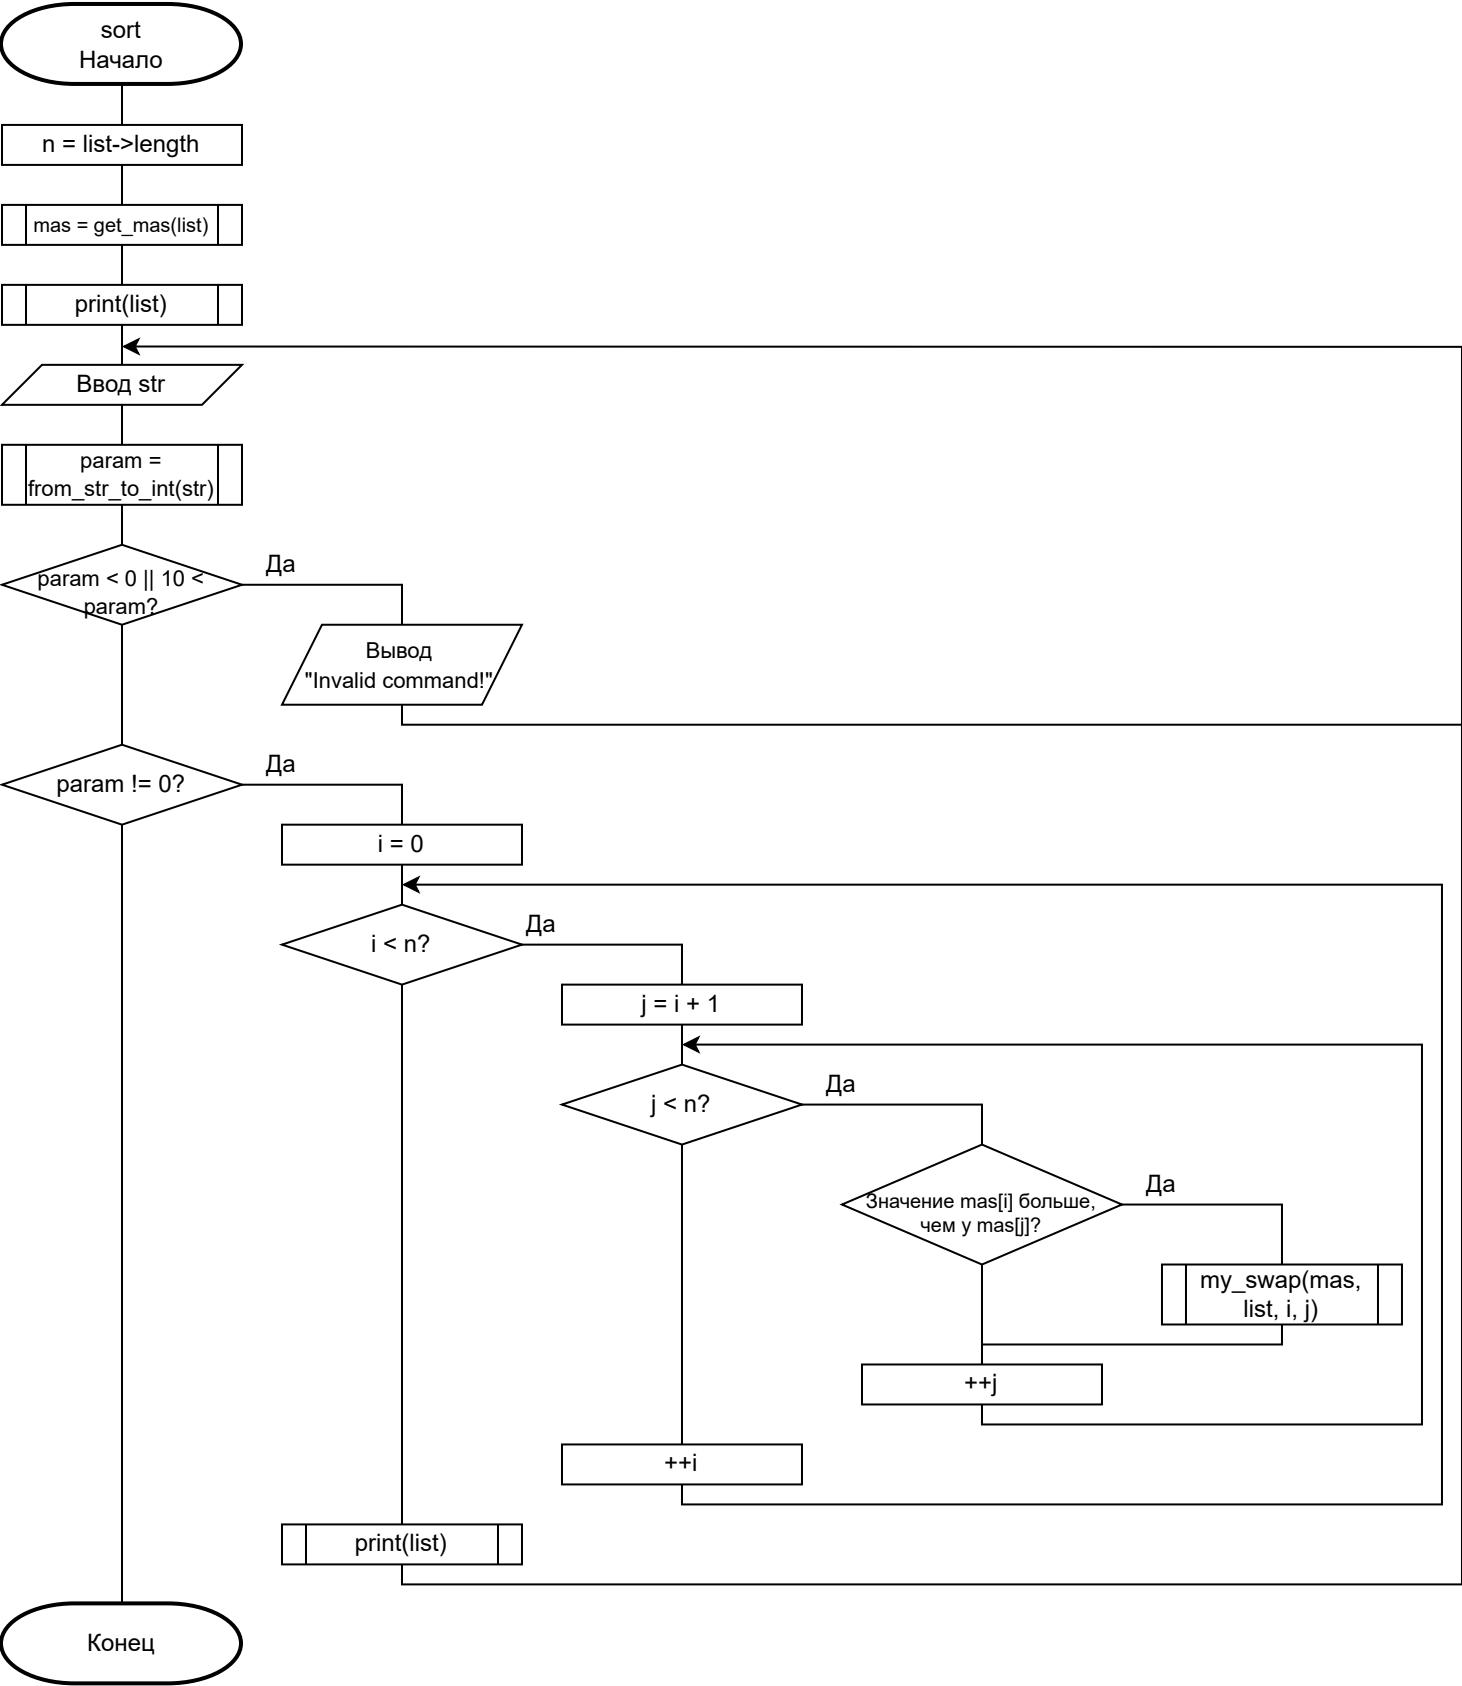 sort
Начало
n = list->length
mas = get_mas(list)
print(list)
Ввод str
param =
from_str_to_int(str)
param < 0 || 10 <
param?
Да
Вывод
"Invalid command!"
param != 0?
Да
i = 0
i < n?
Да
j = i + 1
j < n?
Да
Значение mas[i] больше,
чем у mas[j]?
Да
my_swap(mas,
list, i, j)
++j
++i
print(list)
Конец